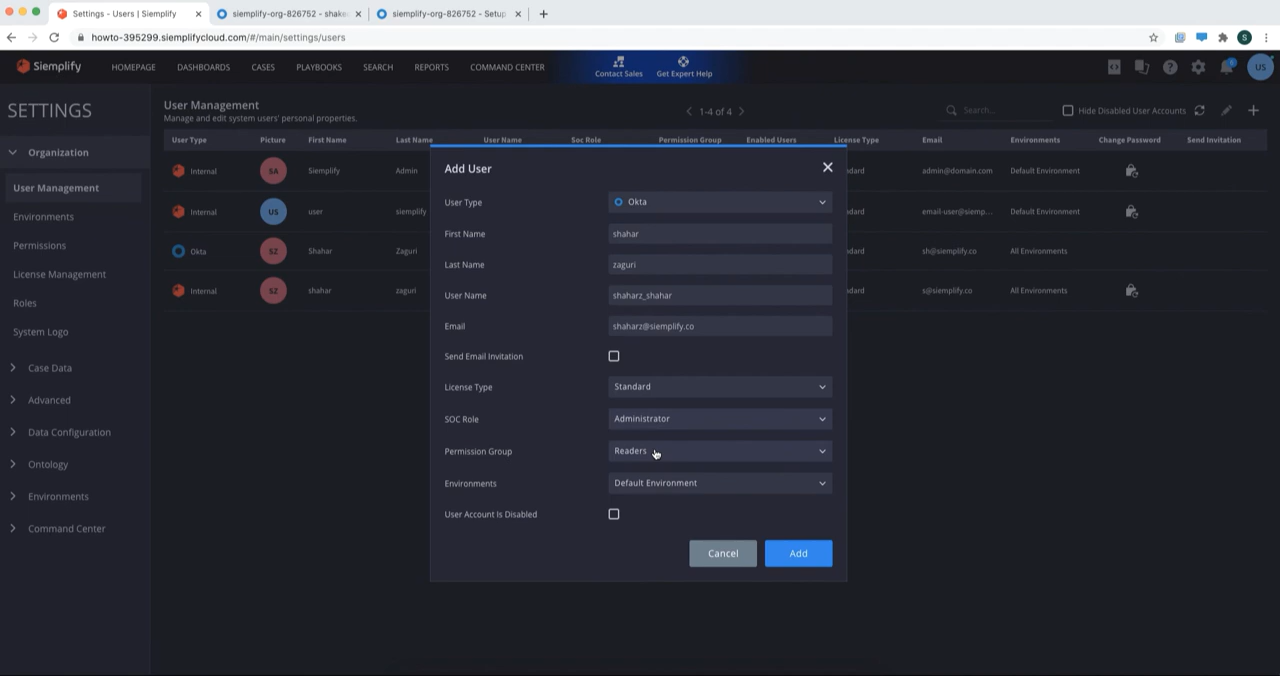 Settings - Users | Siemplify
siemplify-org-826752 - shake
siemplify-org-826752 - Setup
howto-395299.siemplifycloud.com/#/main/settings/users
S
Siemplify
HOMEPAGE
DASHBOARDS
CASES
PLAYBOOKS
SEARCH
REPORTS
COMMAND CENTER
Contact Sales
Get Expert Help
US
SETTINGS
Organization
User Management
Environments
Permissions
License Management
Roles
System Logo
Case Data
Advanced
Data Configuration
Ontology
Environments
Command Center
User Management
Manage and edit system users' personal properties.
1-4 of 4
Search...
Hide Disabled User Accounts
User Type Picture First Name Last Name User Name Soc Role Permission Group Enabled Users License Type Email Environments Change Password Send Invitation
Internal SA Siemplify Admin dard admin@domain.com Default Environment
Internal US user siemplify dard email-user@siemp... Default Environment
Okta SZ Shahar Zaguri dard sh@siemplify.co All Environments
Internal SZ shahar zaguri dard s@siemplify.co All Environments
Add User
User Type Okta
First Name shahar
Last Name zaguri
User Name shaharz_shahar
Email shaharz@siemplify.co
Send Email Invitation
License Type Standard
SOC Role Administrator
Permission Group Readers
Environments Default Environment
User Account Is Disabled
Cancel Add